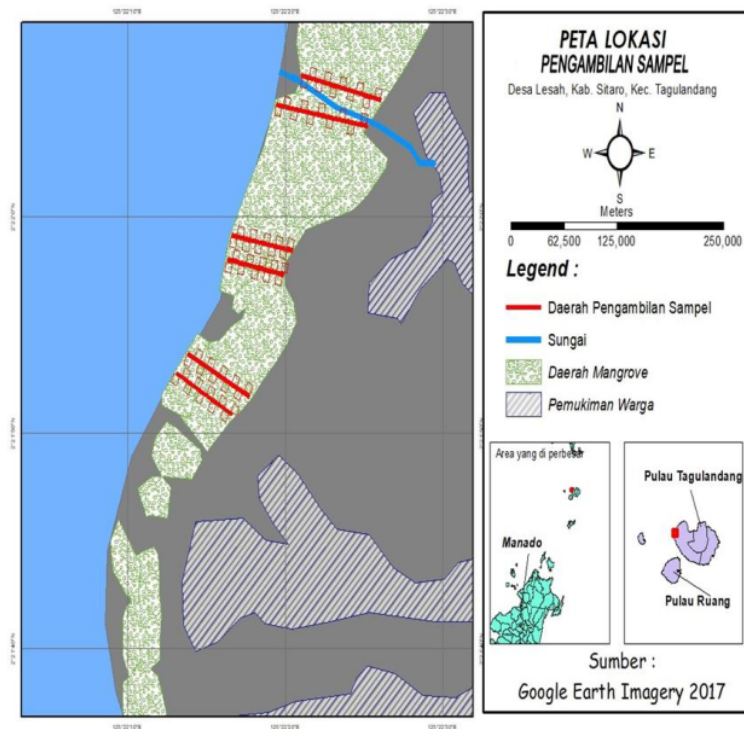 PETA LOKASI
PENGAMBILAN SAMPEL
Desa Lesah, Kab. Sitaro, Kec. Tagulandang
N
W E
S
Meters
0 62,500 125,000 250,000
Legend :
Daerah Pengambilan Sampel
Sungai
Daerah Mangrove
Pemukiman Warga
Area yang di perbesar
Manado
Pulau Tagulandang
Pulau Ruang
Sumber :
Google Earth Imagery 2017